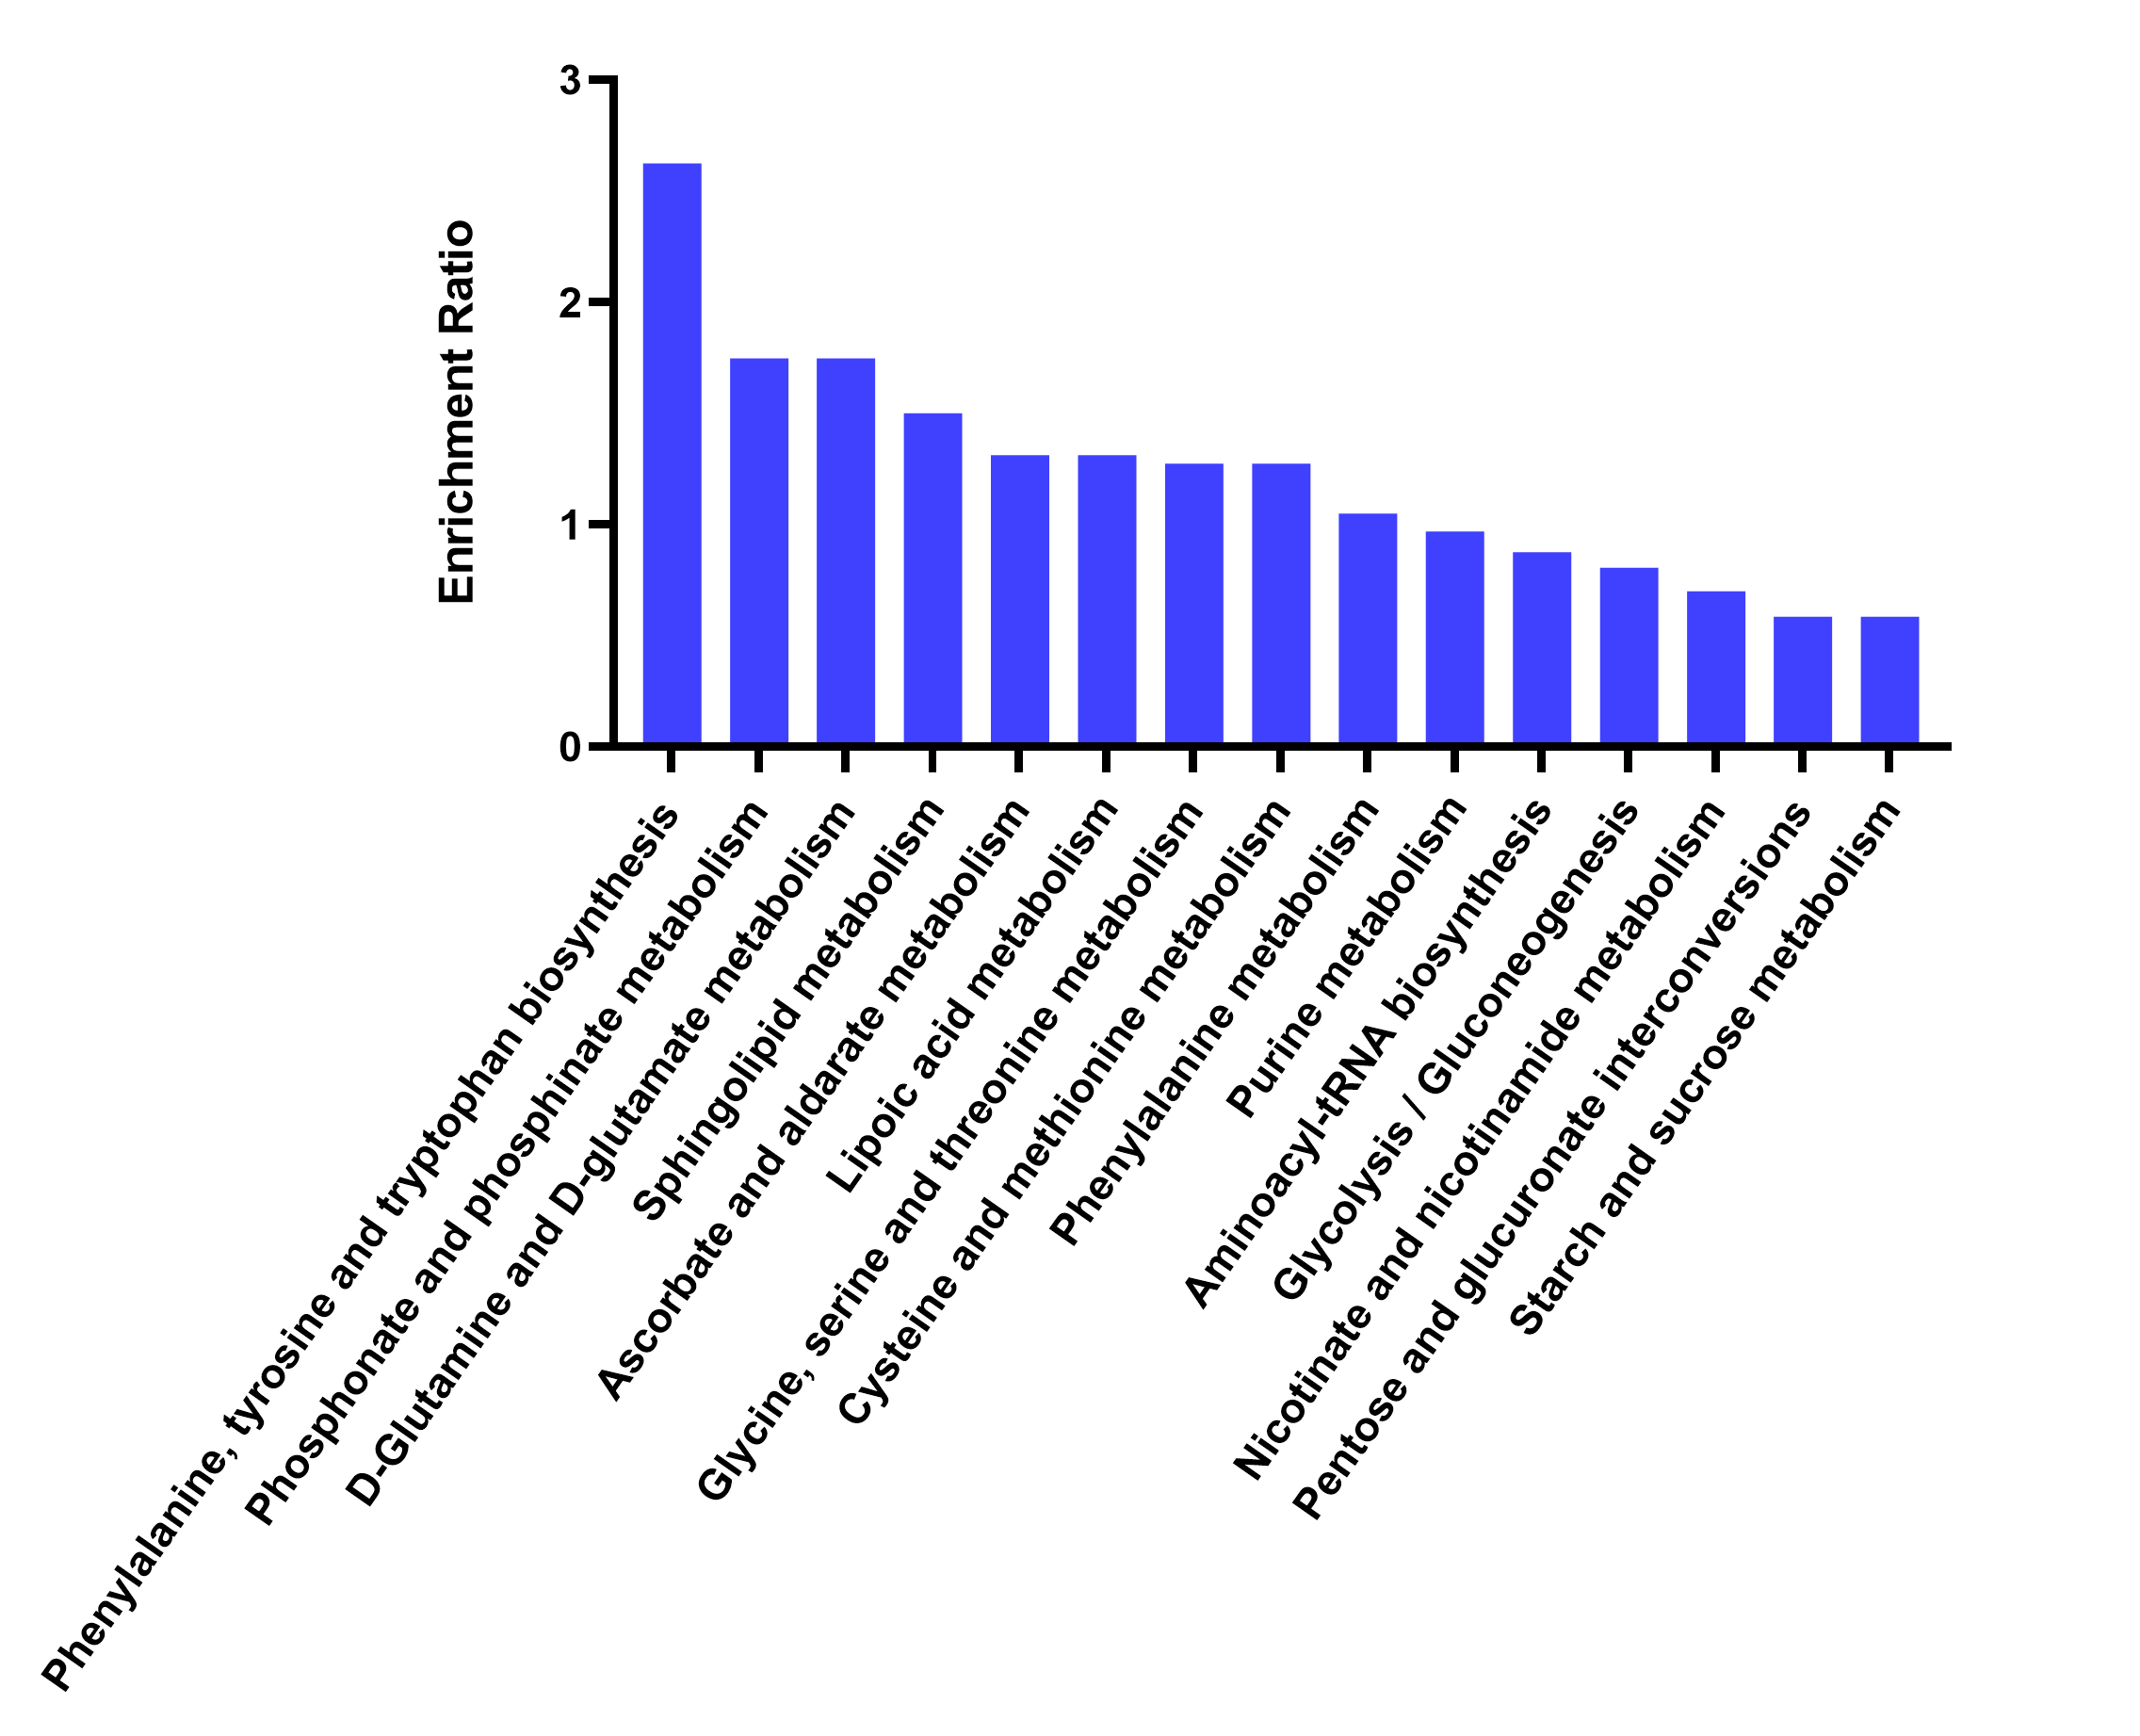 Enrichment Ratio
3
2
1
0
Phenylalanine, tyrosine and tryptophan biosynthesis
Phosphonate and phosphinate metabolism
D-Glutamine and D-glutamate metabolism
Sphingolipid metabolism
Ascorbate and aldarate metabolism
Lipoic acid metabolism
Glycine, serine and threonine metabolism
Cysteine and methionine metabolism
Phenylalanine metabolism
Purine metabolism
Aminoacyl-tRNA biosynthesis
Glycolysis / Gluconeogenesis
Nicotinate and nicotinamide metabolism
Pentose and glucuronate interconversions
Starch and sucrose metabolism